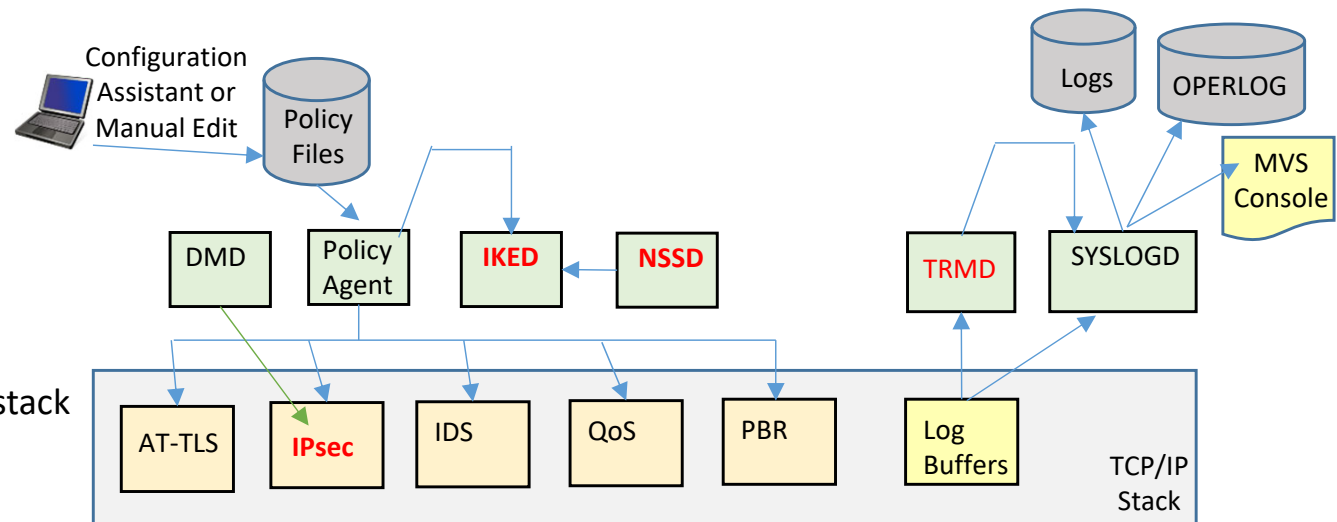 Configuration
Assistant or
Manual Edit
Policy
Files
Logs
OPERLOG
MVS
Console
DMD
Policy
Agent
IKED
NSSD
TRMD
SYSLOGD
stack
AT-TLS
IPsec
IDS
QoS
PBR
Log
Buffers
TCP/IP
Stack